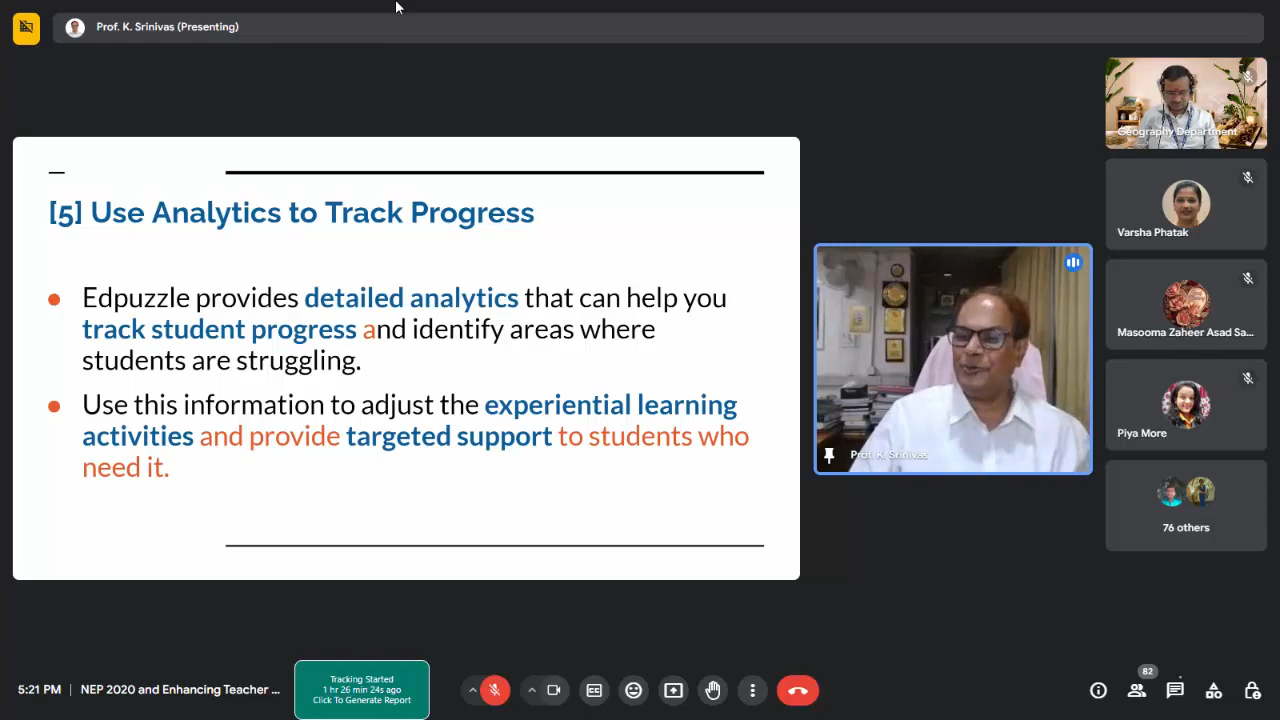 Prof. K. Srinivas (Presenting)
[5] Use Analytics to Track Progress
Edpuzzle provides detailed analytics that can help you
track student progress and identify areas where
students are struggling.
Use this information to adjust the experiential learning
activities and provide targeted support to students who
need it.
Prof. K. Srinivas
Geography Department
Varsha Phatak
Masooma Zaheer Asad Sa...
Piya More
76 others
5:21 PM | NEP 2020 and Enhancing Teacher ...
Tracking Started
1 hr 26 min 24s ago
Click To Generate Report
CC
82